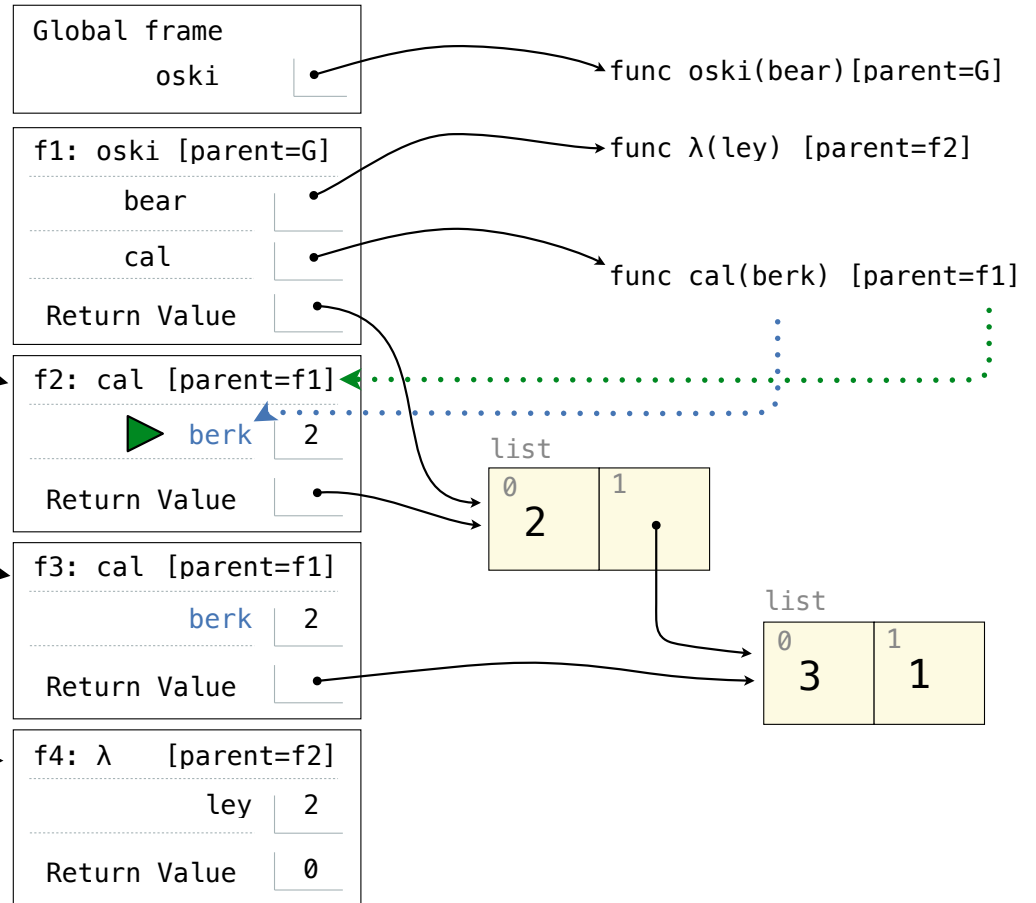 Global frame
oski
func oski(bear)[parent=G]
f1: oski [parent=G]
func λ(ley) [parent=f2]
bear
cal
func cal(berk) [parent=f1]
Return Value
f2: cal [parent=f1]
berk 2
Return Value
list
0 1
2
f3: cal [parent=f1]
berk 2
Return Value
list
0 1
3 1
f4: λ [parent=f2]
ley 2
Return Value 0